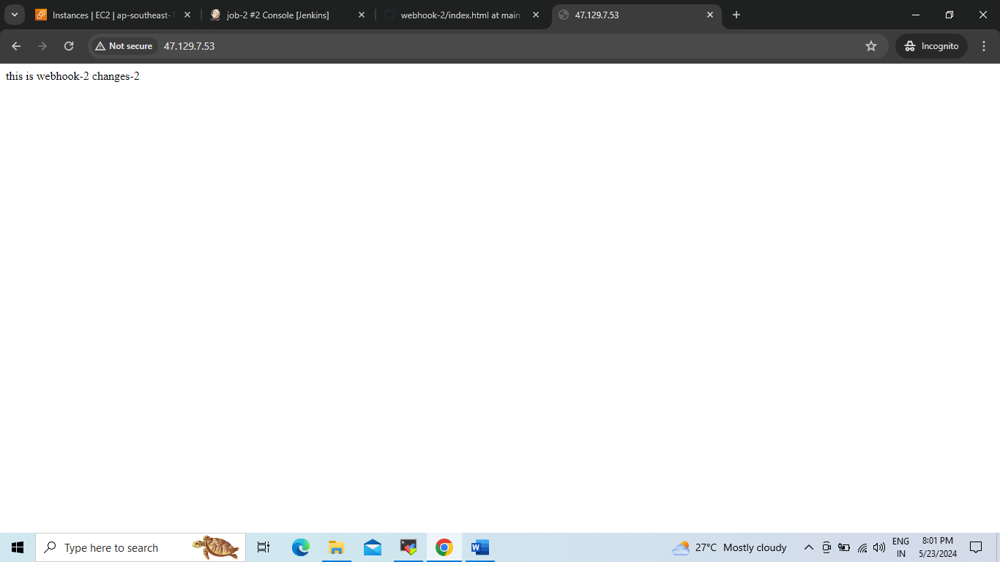 Instances | EC2 | ap-southeast-1
job-2 #2 Console [Jenkins]
webhook-2/index.html at main
47.129.7.53
Not secure
47.129.7.53
Incognito
this is webhook-2 changes-2
Type here to search
27°C Mostly cloudy
ENG
IN
8:01 PM
5/23/2024